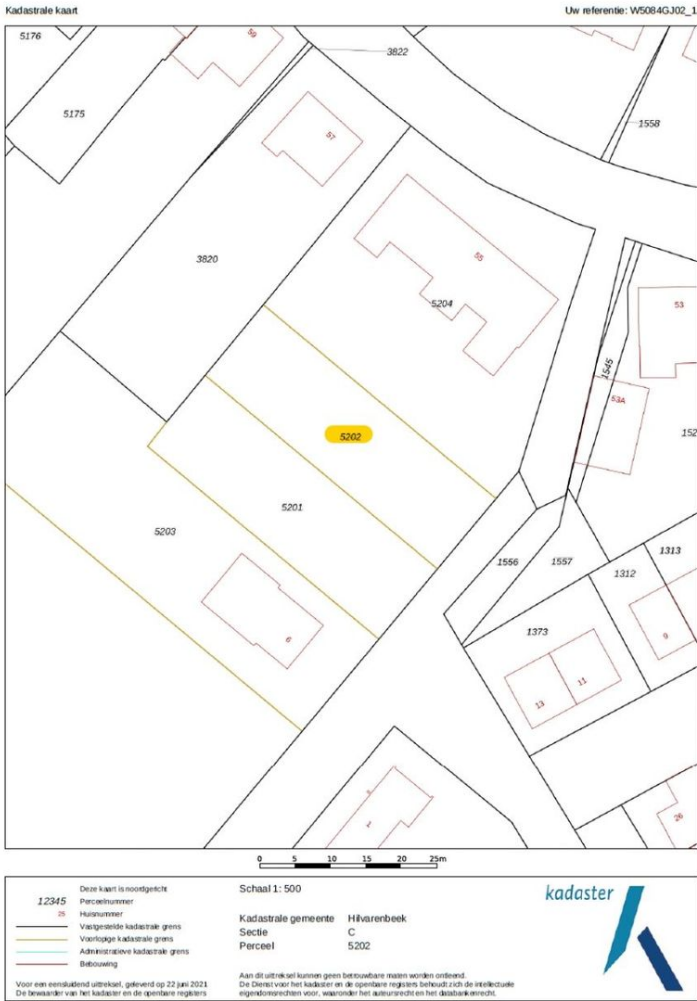 Kadastrale kaart
Uw referentie: W5084GJ02_1
5176
59
3822
5175
1558
57
3820
55
5204
53
1545
53A
152
5202
5201
5203
1556
1557
1313
1312
1373
9
6
11
13
26
0 5 10 15 20 25m
Deze kaart is noordgericht
12345 Perceelnummer
25 Huisnummer
Vastgestelde kadastrale grens
Voorlopige kadastrale grens
Administratieve kadastrale grens
Bebouwing
Voor een eensluidend uittreksel, geleverd op 22 juni 2021
De bewaarder van het kadaster en de openbare registers
Schaal 1: 500
Kadastrale gemeente Hilvarenbeek
Sectie C
Perceel 5202
Aan dit uittreksel kunnen geen betrouwbare maten worden ontleend.
De Dienst voor het kadaster en de openbare registers behoudt zich de intellectuele
eigendomsrechten voor, waaronder het auteursrecht en het databankenrecht.
kadaster